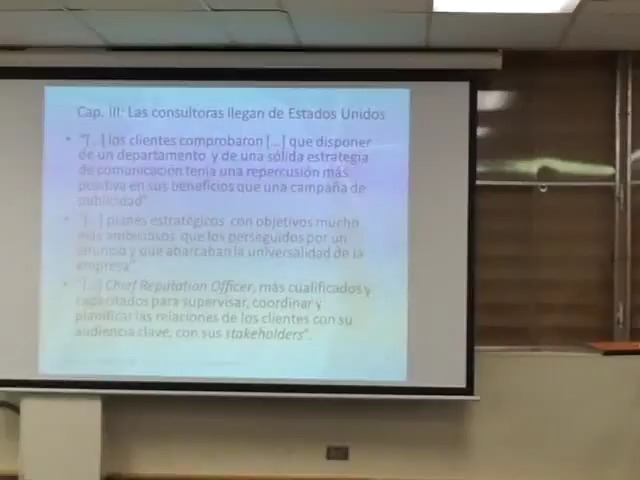 Cap. III: Las consultoras llegan de Estados Unidos
• "[...] los clientes comprobaron [...] que disponer
de un departamento y de una sólida estrategia
de comunicación tenía una repercusión más
positiva en sus beneficios que una campaña de
publicidad"
• "[...] planes estratégicos con objetivos mucho
más ambiciosos que los perseguidos por un
anuncio y que abarcaban la universalidad de la
empresa"
• "[...] Chief Reputation Officer, más cualificados y
capacitados para supervisar, coordinar y
planificar las relaciones de los clientes con su
audiencia clave, con sus stakeholders".